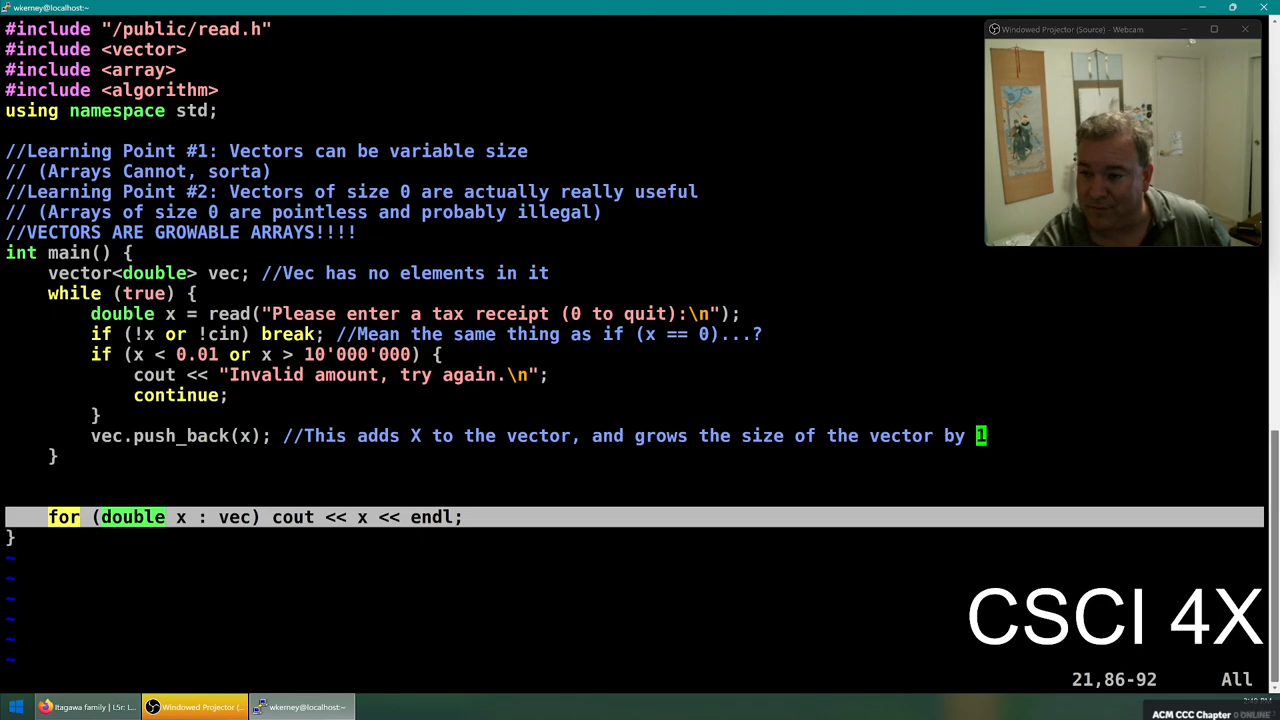 wkerney@localhost:~
#include "/public/read.h"
#include <vector>
#include <array>
#include <algorithm>
using namespace std;
//Learning Point #1: Vectors can be variable size
// (Arrays Cannot, sorta)
//Learning Point #2: Vectors of size 0 are actually really useful
// (Arrays of size 0 are pointless and probably illegal)
//VECTORS ARE GROWABLE ARRAYS!!!!
int main() {
    vector<double> vec; //Vec has no elements in it
    while (true) {
        double x = read("Please enter a tax receipt (0 to quit):\n");
        if (!x or !cin) break; //Mean the same thing as if (x == 0)...?
        if (x < 0.01 or x > 10'000'000) {
            cout << "Invalid amount, try again.\n";
            continue;
        }
        vec.push_back(x); //This adds X to the vector, and grows the size of the vector by 1
    }
    for (double x : vec) cout << x << endl;
}
~
~
~
~
~
~
Windowed Projector (Source) - Webcam
CSCI 4X
21,86-92 All
Itagawa family | L5r: L...
Windowed Projector (...
wkerney@localhost:~
ACM CCC Chapter 0 ONLINE